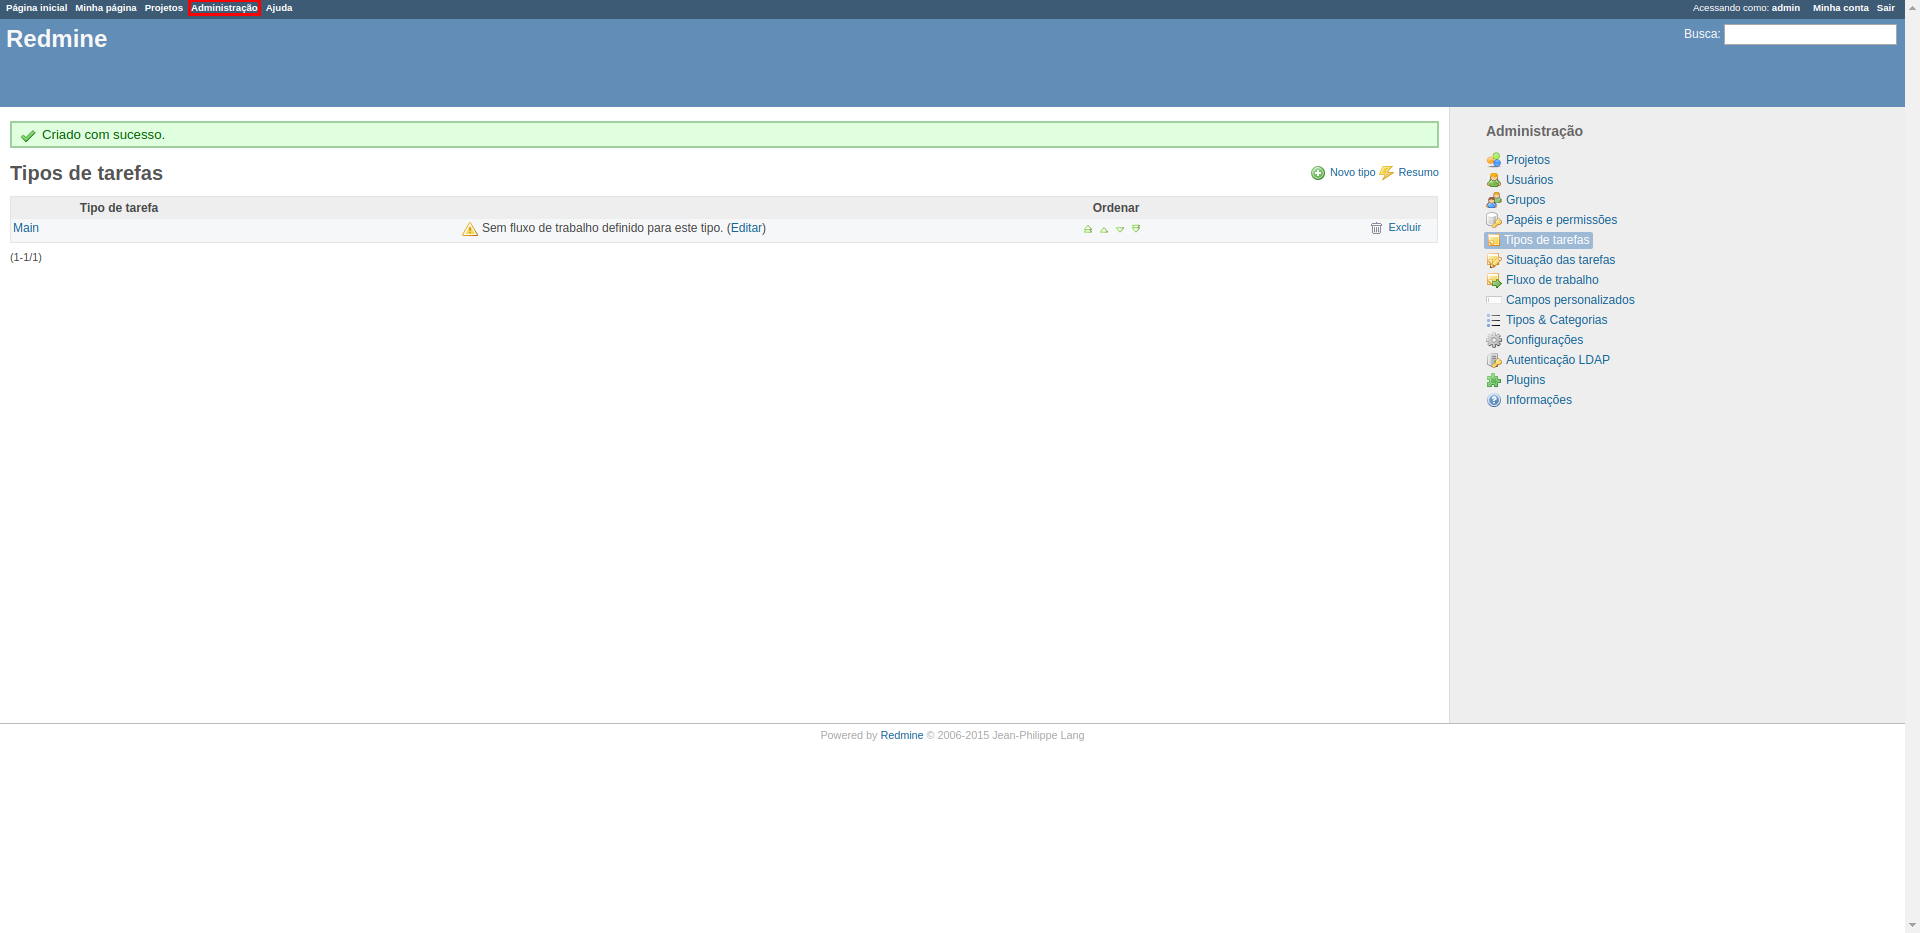 Página inicial Minha página Projetos Administração Ajuda Acessando como: admin Minha conta Sair
Redmine Busca:
Criado com sucesso.
Tipos de tarefas Novo tipo Resumo
Tipo de tarefa Ordenar
Main Sem fluxo de trabalho definido para este tipo. (Editar) Excluir
(1-1/1)
Administração
Projetos
Usuários
Grupos
Papéis e permissões
Tipos de tarefas
Situação das tarefas
Fluxo de trabalho
Campos personalizados
Tipos & Categorias
Configurações
Autenticação LDAP
Plugins
Informações
Powered by Redmine © 2006-2015 Jean-Philippe Lang